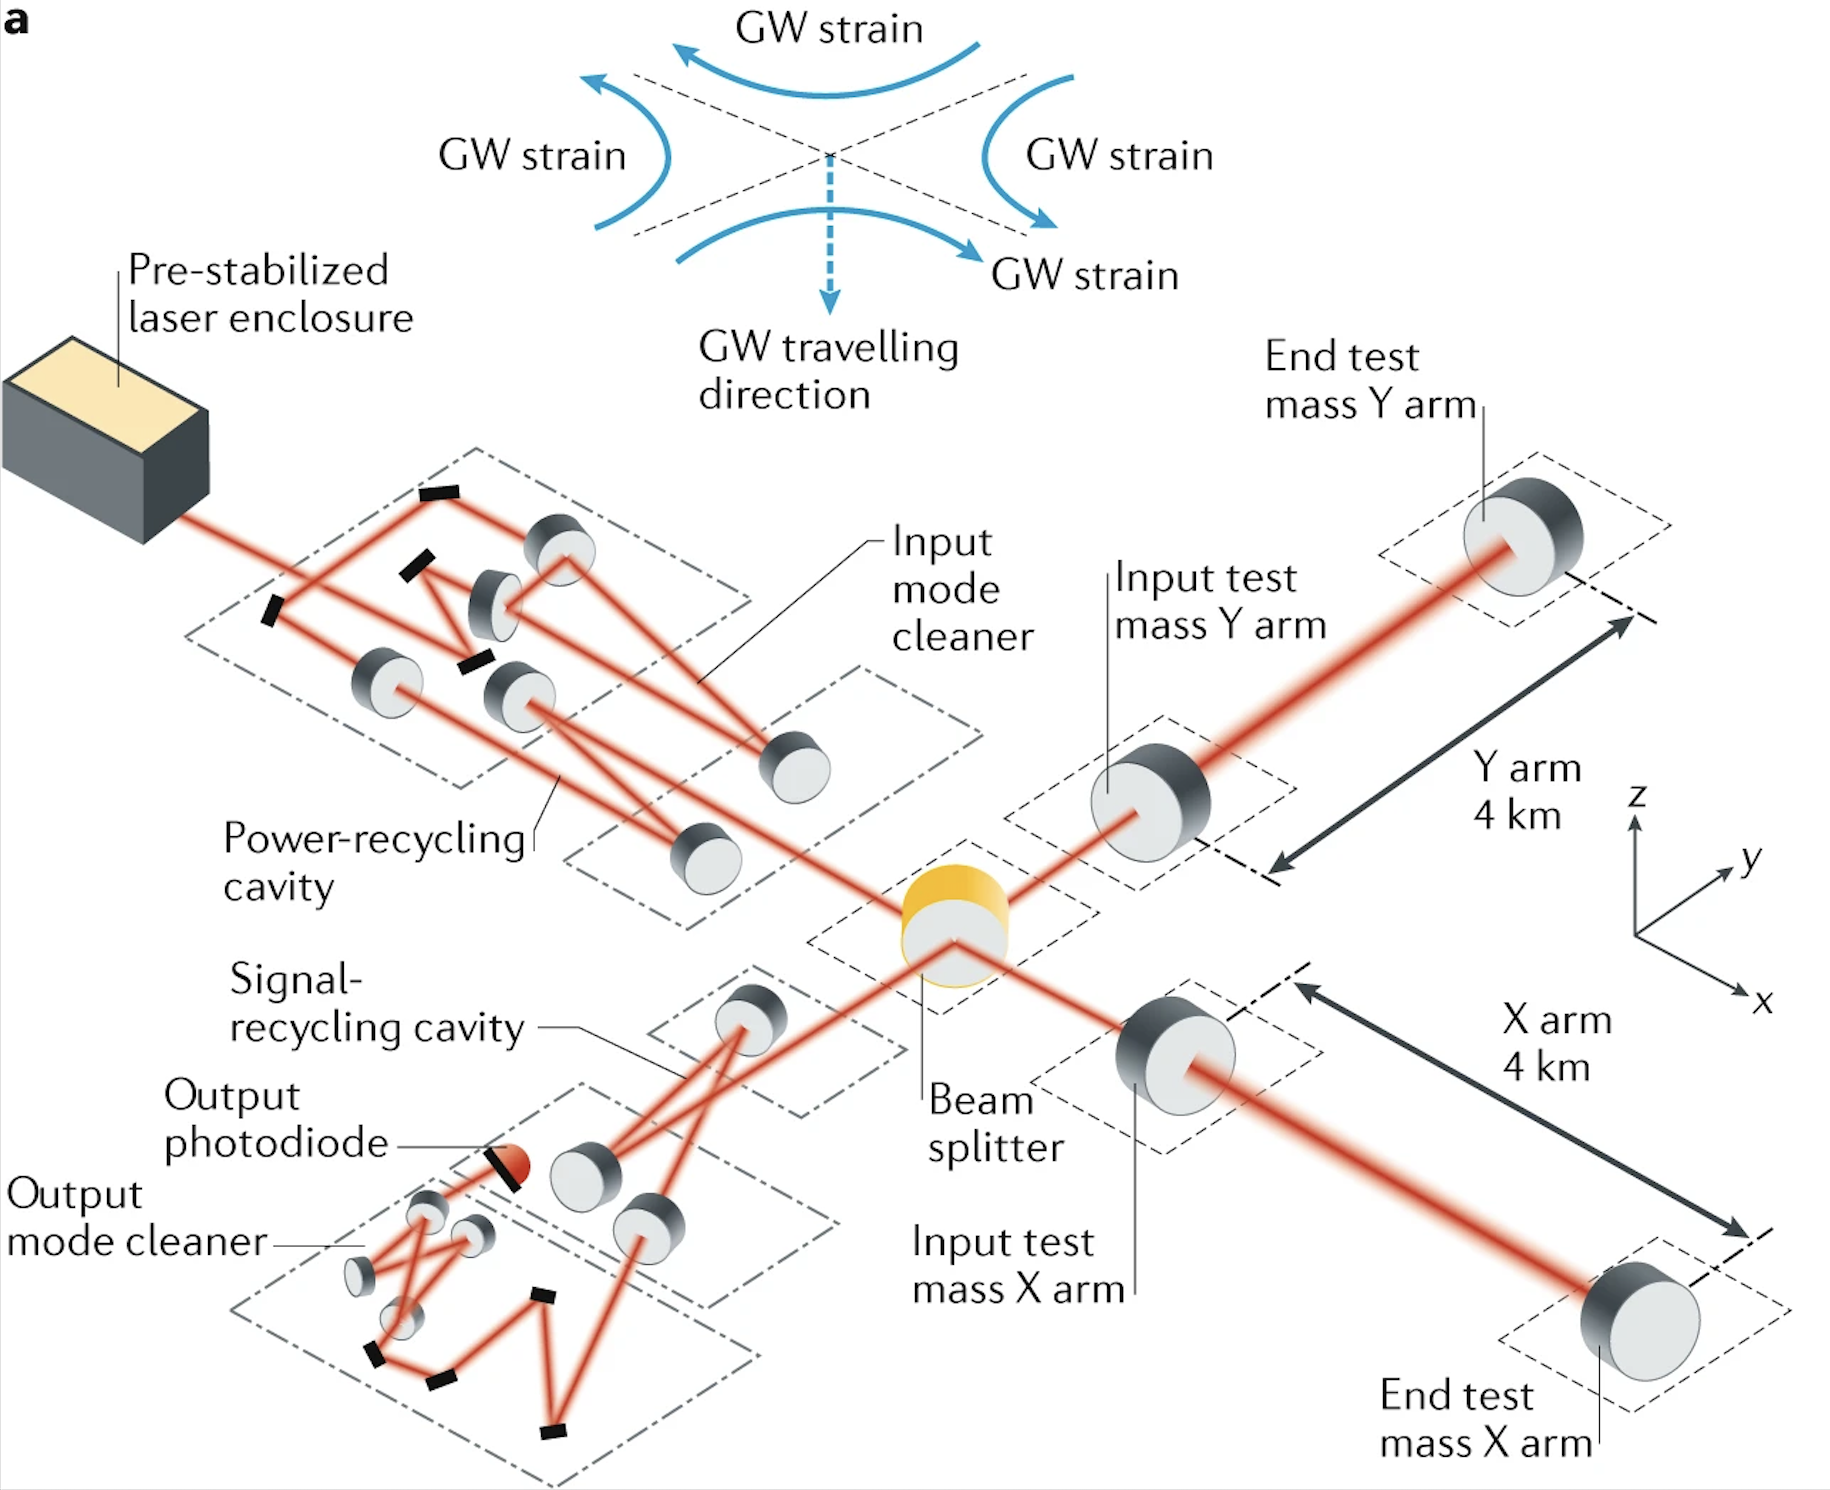 a
GW strain
GW strain
GW strain
GW strain
GW travelling
direction
Pre-stabilized
laser enclosure
End test
mass Y arm
Input
mode
cleaner
Input test
mass Y arm
Y arm
4 km
z
y
x
Power-recycling
cavity
Signal-
recycling cavity
X arm
4 km
Output
photodiode
Beam
splitter
Output
mode cleaner
Input test
mass X arm
End test
mass X arm